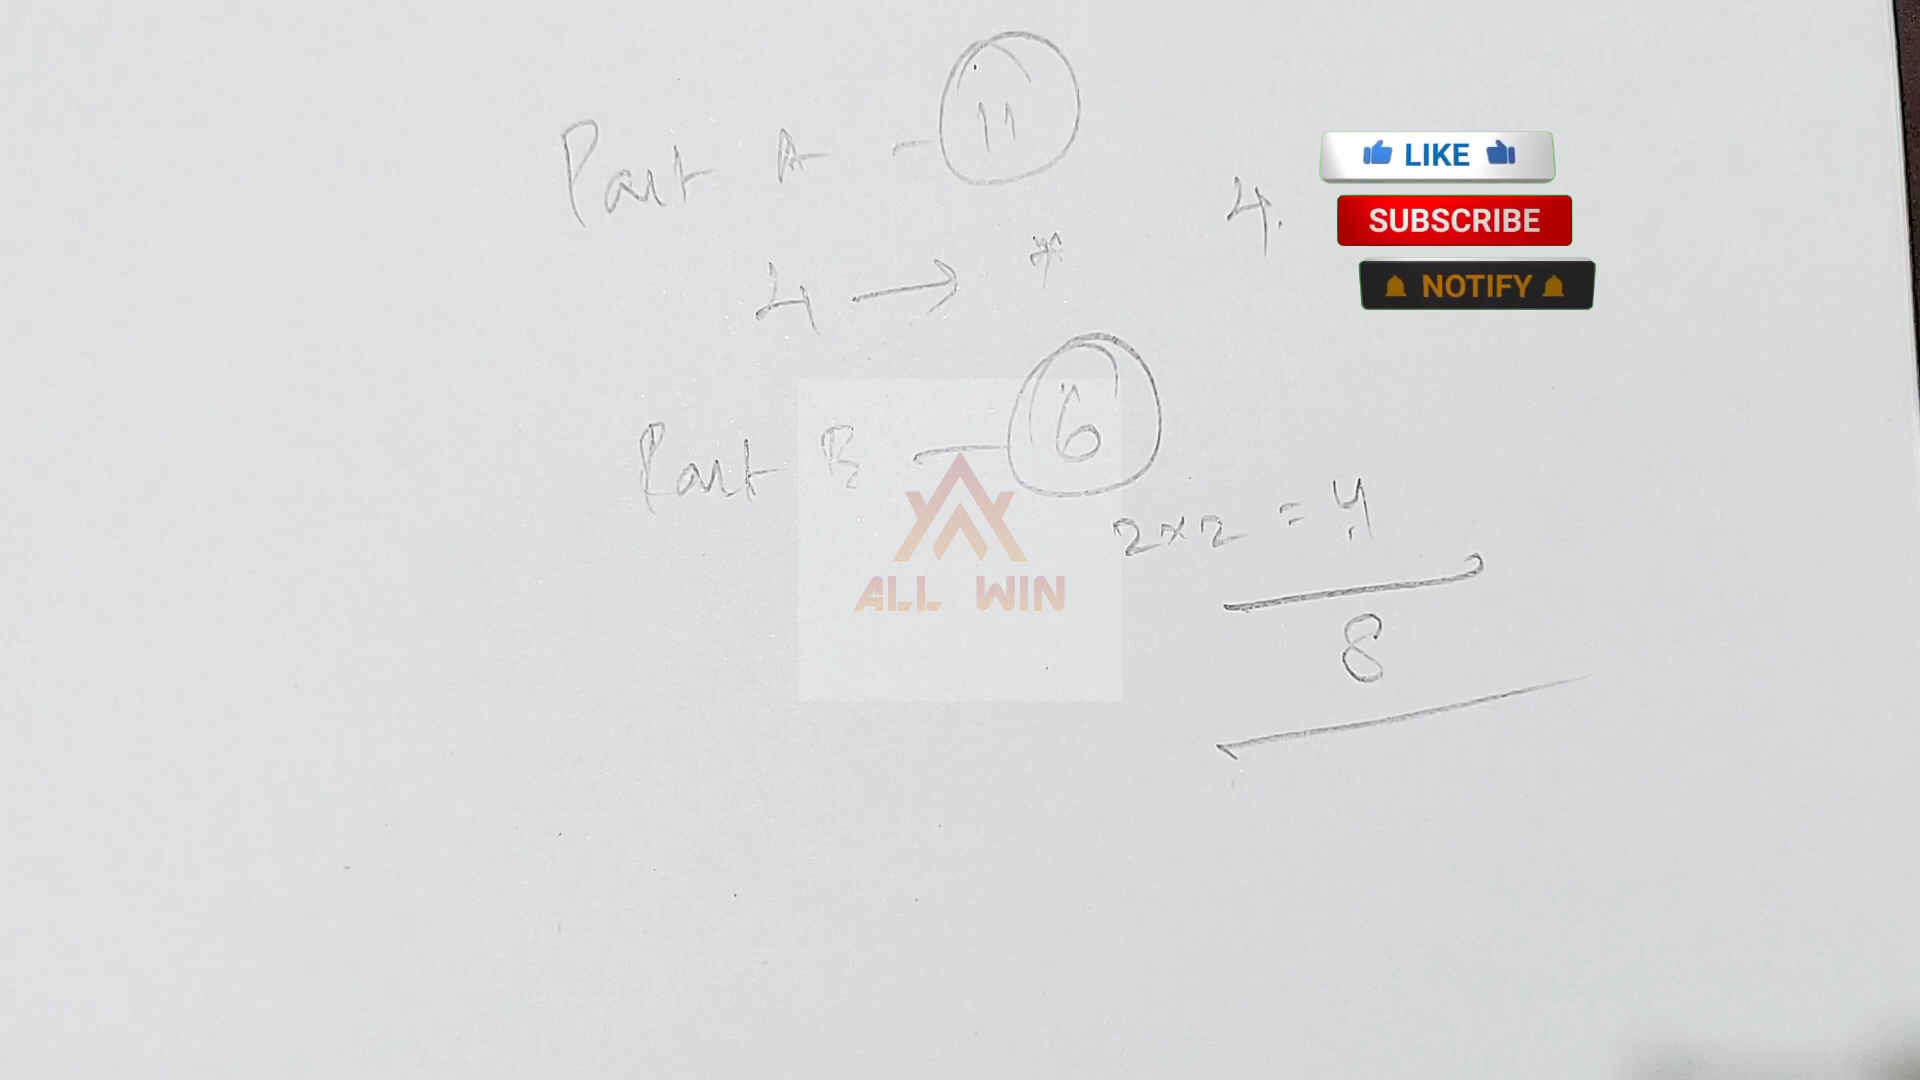 Part A - 11
4.
4 → *
Part B — 6
2×2 = 4
8
LIKE
SUBSCRIBE
NOTIFY
ALL WIN